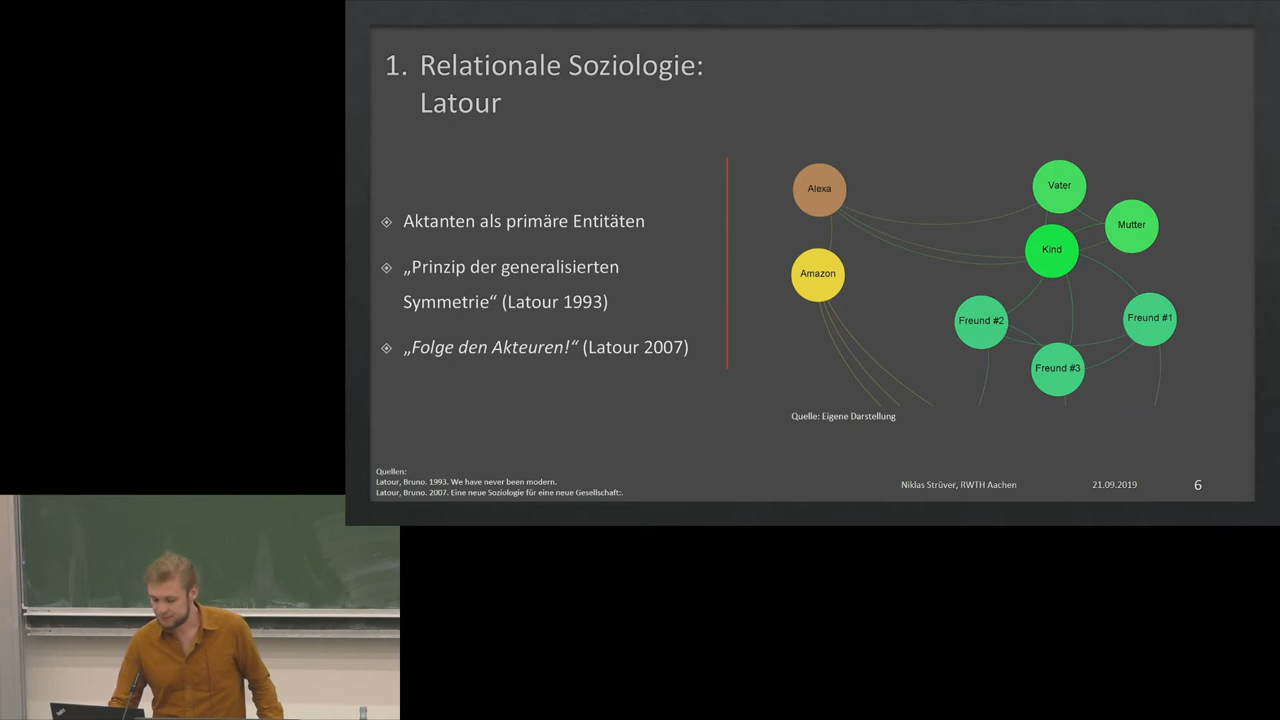 1. Relationale Soziologie:
Latour
Aktanten als primäre Entitäten
„Prinzip der generalisierten
Symmetrie“ (Latour 1993)
„Folge den Akteuren!“ (Latour 2007)
Alexa
Vater
Mutter
Kind
Amazon
Freund #2
Freund #1
Freund #3
Quelle: Eigene Darstellung
Quellen:
Latour, Bruno. 1993. We have never been modern.
Latour, Bruno. 2007. Eine neue Soziologie für eine neue Gesellschaft:.
Niklas Strüver, RWTH Aachen
21.09.2019
6